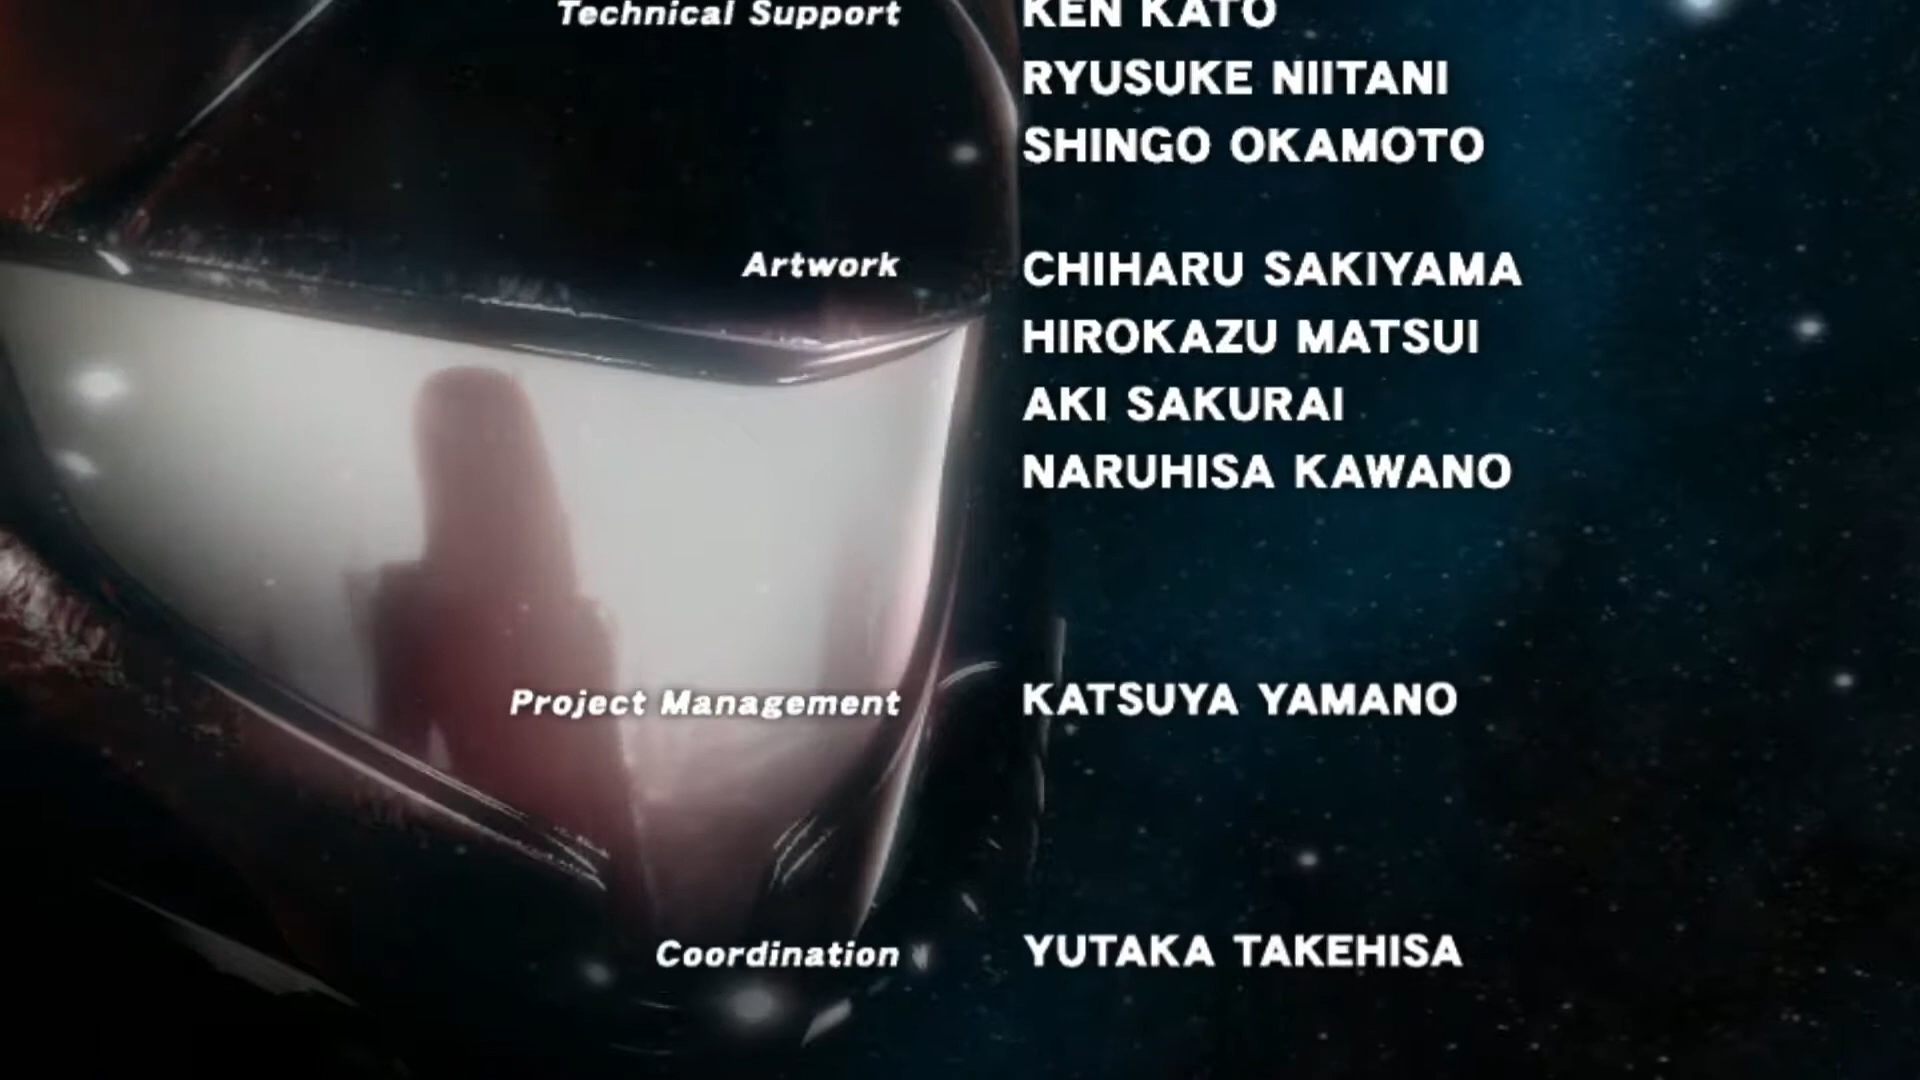 Technical Support KEN KATO
RYUSUKE NIITANI
SHINGO OKAMOTO
Artwork CHIHARU SAKIYAMA
HIROKAZU MATSUI
AKI SAKURAI
NARUHISA KAWANO
Project Management KATSUYA YAMANO
Coordination YUTAKA TAKEHISA